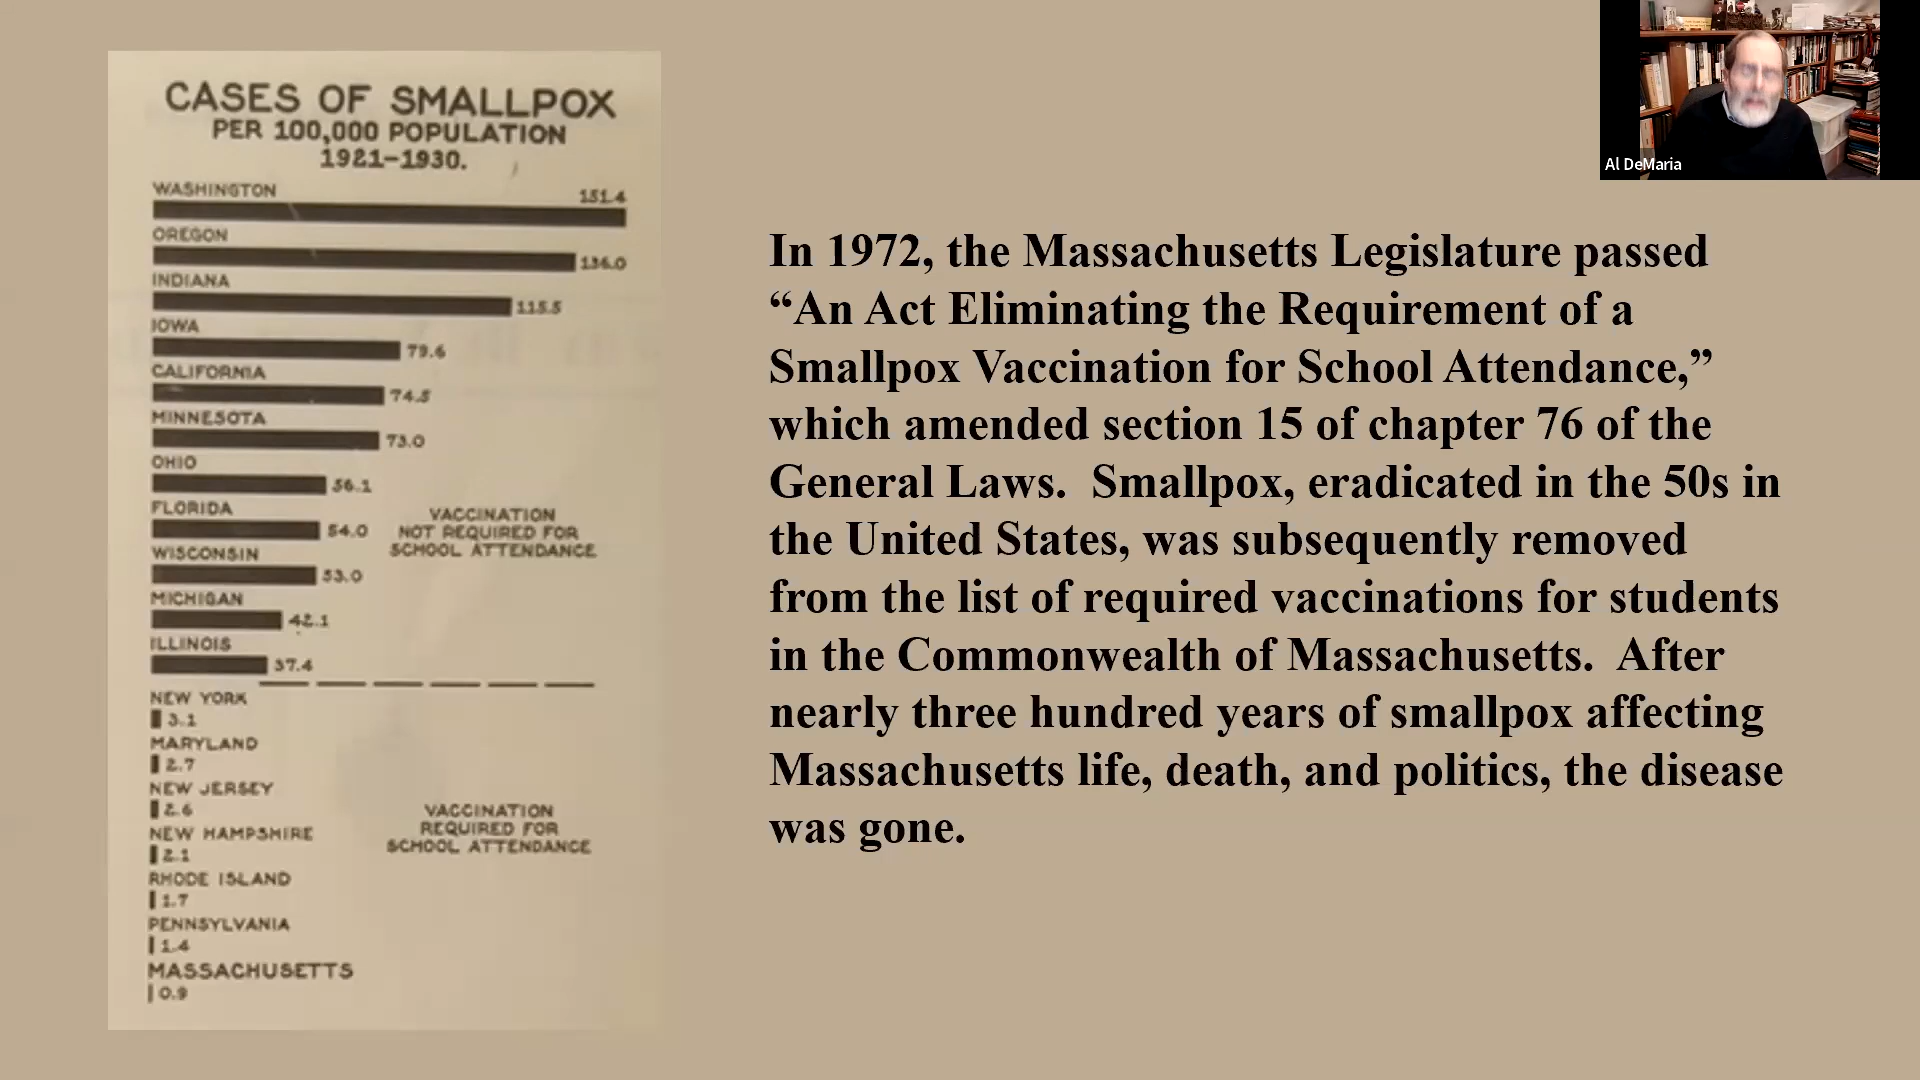 CASES OF SMALLPOX
PER 100,000 POPULATION
1921–1930.
WASHINGTON
151.4
OREGON
136.0
INDIANA
115.5
IOWA
79.6
CALIFORNIA
74.5
MINNESOTA
73.0
OHIO
56.1
FLORIDA
54.0
WISCONSIN
53.0
MICHIGAN
42.1
ILLINOIS
37.4
VACCINATION
NOT REQUIRED FOR
SCHOOL ATTENDANCE
NEW YORK
3.1
MARYLAND
2.7
NEW JERSEY
2.6
NEW HAMPSHIRE
2.1
RHODE ISLAND
1.7
PENNSYLVANIA
1.4
MASSACHUSETTS
0.9
VACCINATION
REQUIRED FOR
SCHOOL ATTENDANCE
In 1972, the Massachusetts Legislature passed
“An Act Eliminating the Requirement of a
Smallpox Vaccination for School Attendance,”
which amended section 15 of chapter 76 of the
General Laws.  Smallpox, eradicated in the 50s in
the United States, was subsequently removed
from the list of required vaccinations for students
in the Commonwealth of Massachusetts.  After
nearly three hundred years of smallpox affecting
Massachusetts life, death, and politics, the disease
was gone.
Al DeMaria